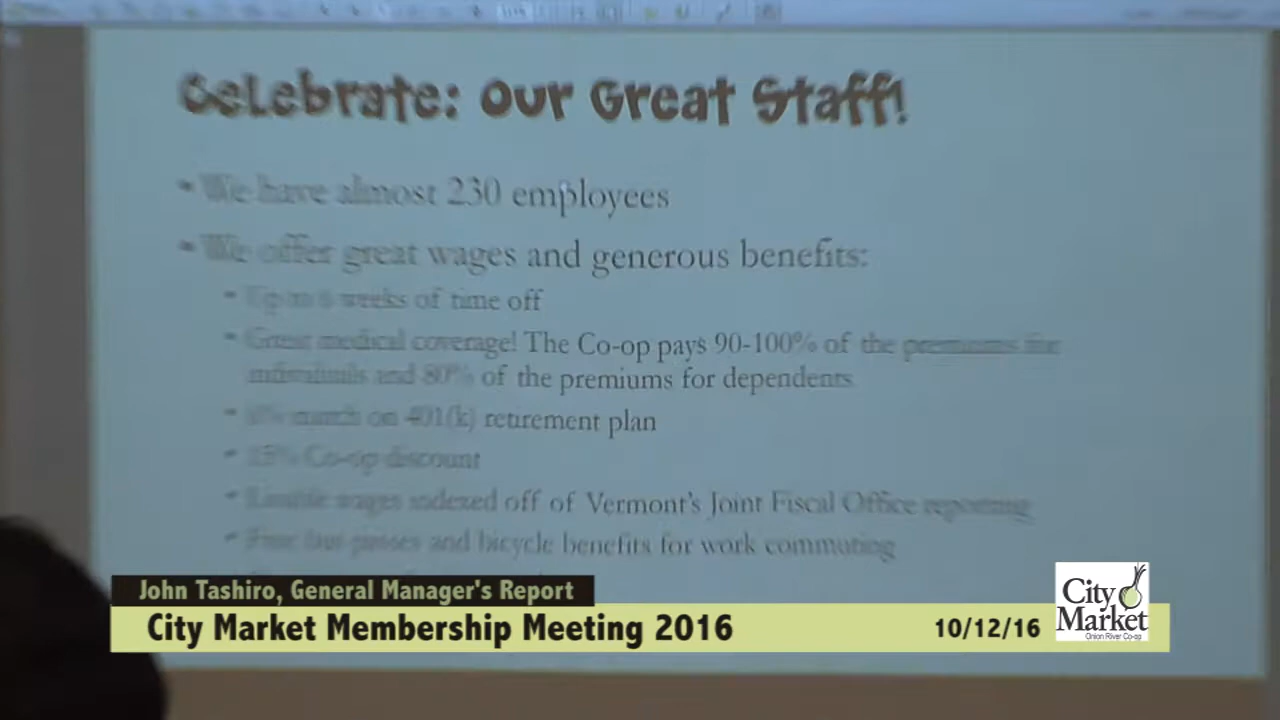 Celebrate: Our Great Staff!
• We have almost 230 employees
• We offer great wages and generous benefits:
• Up to 6 weeks of time off
• Great medical coverage! The Co-op pays 90-100% of the premiums for
individuals and 80% of the premiums for dependents
• match on 401(k) retirement plan
• 15% Co-op discount
• Livable wages indexed off of Vermont's Joint Fiscal Office reporting
• Free bus passes and bicycle benefits for work commuting
John Tashiro, General Manager's Report
City Market Membership Meeting 2016
10/12/16
City
Market
Onion River Co-op